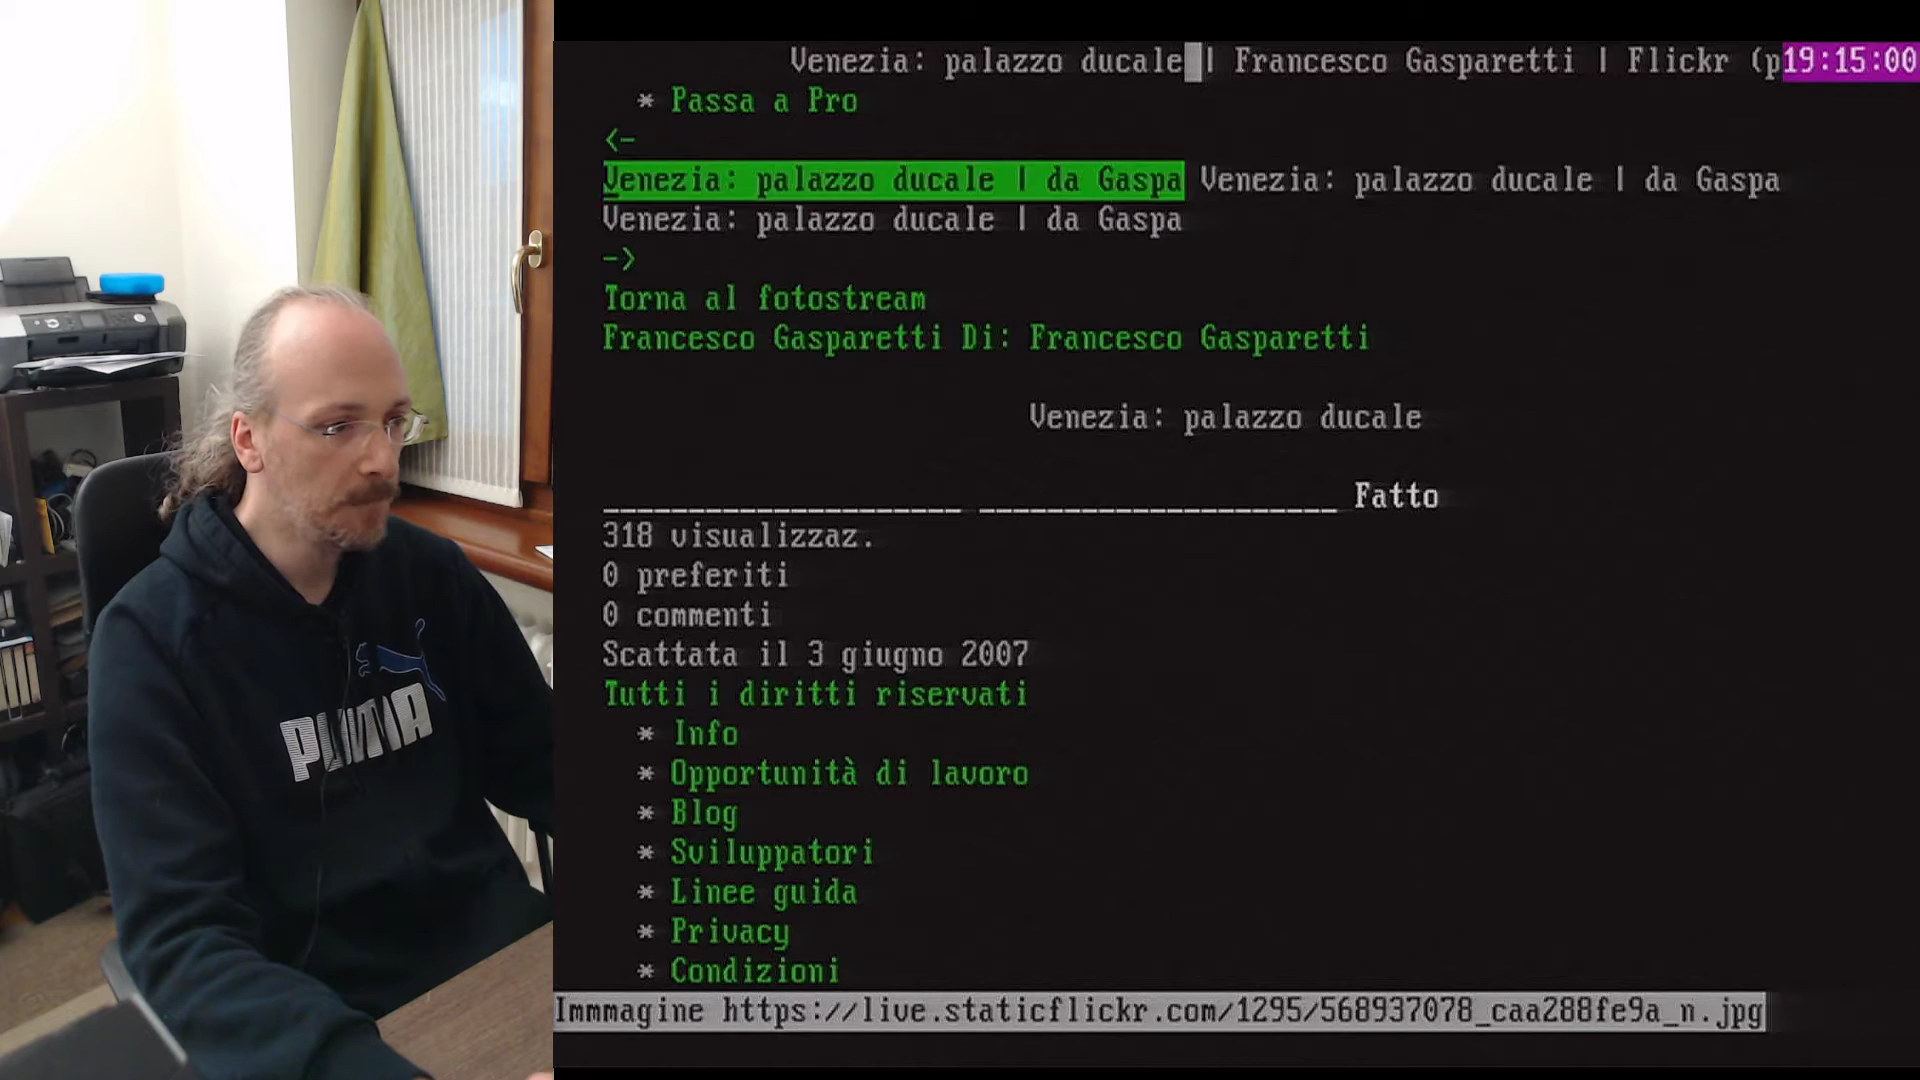 Venezia: palazzo ducale | Francesco Gasparetti | Flickr (p19:15:00
* Passa a Pro
<-
Venezia: palazzo ducale | da Gaspa Venezia: palazzo ducale | da Gaspa
Venezia: palazzo ducale | da Gaspa
->
Torna al fotostream
Francesco Gasparetti Di: Francesco Gasparetti
Venezia: palazzo ducale
_____________________ _____________________ Fatto
318 visualizzaz.
0 preferiti
0 commenti
Scattata il 3 giugno 2007
Tutti i diritti riservati
* Info
* Opportunità di lavoro
* Blog
* Sviluppatori
* Linee guida
* Privacy
* Condizioni
Immmagine https://live.staticflickr.com/1295/568937078_caa288fe9a_n.jpg
PUMA